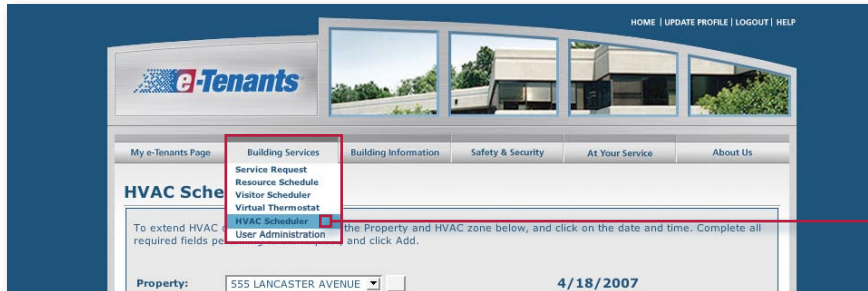 HOME | UPDATE PROFILE | LOGOUT | HELP
e-Tenants
My e-Tenants Page Building Services Building Information Safety & Security At Your Service About Us
Service Request
Resource Schedule
Visitor Scheduler
Virtual Thermostat
HVAC Scheduler
User Administration
HVAC Sche
To extend HVAC the Property and HVAC zone below, and click on the date and time. Complete all
required fields and click Add.
Property: 555 LANCASTER AVENUE 4/18/2007